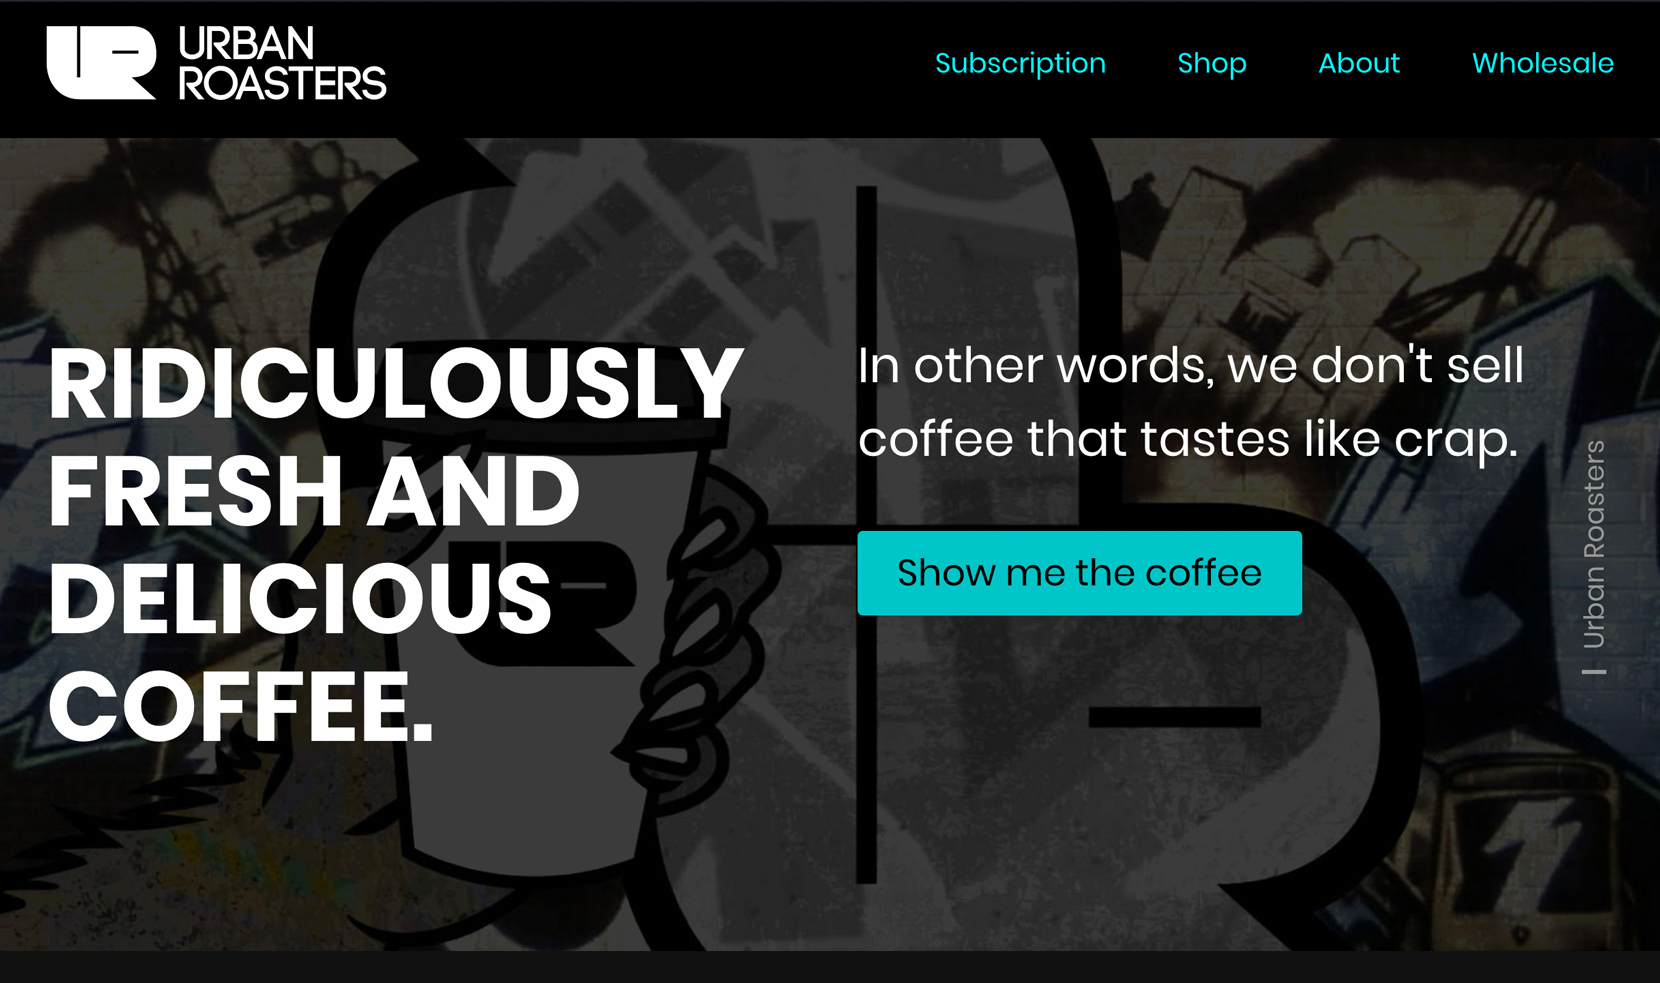 URBAN
ROASTERS
Subscription
Shop
About
Wholesale
RIDICULOUSLY
FRESH AND
DELICIOUS
COFFEE.
In other words, we don't sell
coffee that tastes like crap.
Show me the coffee
Urban Roasters